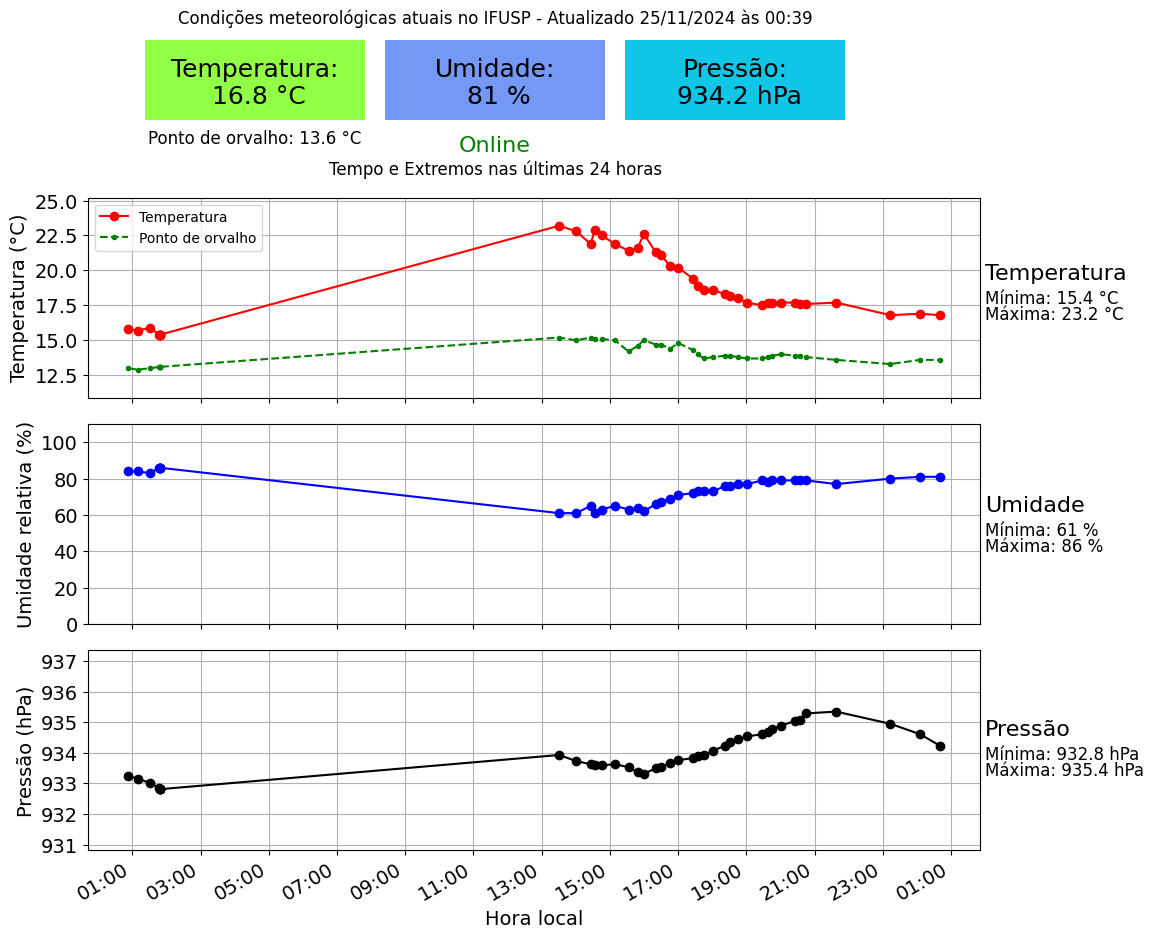 Condições meteorológicas atuais no IFUSP - Atualizado 25/11/2024 às 00:39
Temperatura:
16.8 °C
Umidade:
81 %
Pressão:
934.2 hPa
Ponto de orvalho: 13.6 °C
Online
Tempo e Extremos nas últimas 24 horas
Temperatura (°C)
25.0
22.5
20.0
17.5
15.0
12.5
Temperatura
Ponto de orvalho
Temperatura
Mínima: 15.4 °C
Máxima: 23.2 °C
Umidade relativa (%)
100
80
60
40
20
0
Umidade
Mínima: 61 %
Máxima: 86 %
Pressão (hPa)
937
936
935
934
933
932
931
Pressão
Mínima: 932.8 hPa
Máxima: 935.4 hPa
01:00
03:00
05:00
07:00
09:00
11:00
13:00
15:00
17:00
19:00
21:00
23:00
01:00
Hora local